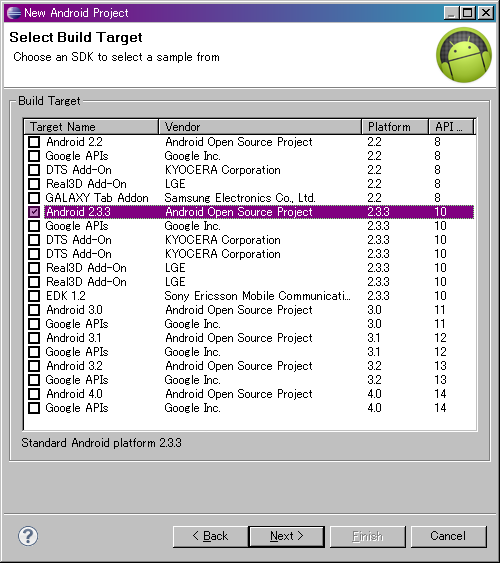 New Android Project
Select Build Target
Choose an SDK to select a sample from
Build Target
Target Name Vendor Platform API ...
Android 2.2 Android Open Source Project 2.2 8
Google APIs Google Inc. 2.2 8
DTS Add-On KYOCERA Corporation 2.2 8
Real3D Add-On LGE 2.2 8
GALAXY Tab Addon Samsung Electronics Co., Ltd. 2.2 8
Android 2.3.3 Android Open Source Project 2.3.3 10
Google APIs Google Inc. 2.3.3 10
DTS Add-On KYOCERA Corporation 2.3.3 10
DTS Add-On KYOCERA Corporation 2.3.3 10
Real3D Add-On LGE 2.3.3 10
Real3D Add-On LGE 2.3.3 10
EDK 1.2 Sony Ericsson Mobile Communicati... 2.3.3 10
Android 3.0 Android Open Source Project 3.0 11
Google APIs Google Inc. 3.0 11
Android 3.1 Android Open Source Project 3.1 12
Google APIs Google Inc. 3.1 12
Android 3.2 Android Open Source Project 3.2 13
Google APIs Google Inc. 3.2 13
Android 4.0 Android Open Source Project 4.0 14
Google APIs Google Inc. 4.0 14
Standard Android platform 2.3.3
? < Back Next > Finish Cancel